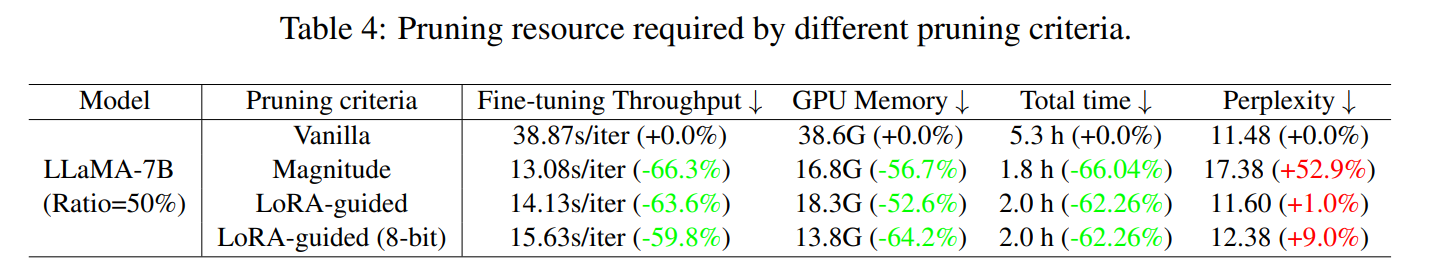 Table 4: Pruning resource required by different pruning criteria.
Model Pruning criteria Fine-tuning Throughput ↓ GPU Memory ↓ Total time ↓ Perplexity ↓
Vanilla 38.87s/iter (+0.0%) 38.6G (+0.0%) 5.3 h (+0.0%) 11.48 (+0.0%)
LLaMA-7B Magnitude 13.08s/iter (-66.3%) 16.8G (-56.7%) 1.8 h (-66.04%) 17.38 (+52.9%)
(Ratio=50%) LoRA-guided 14.13s/iter (-63.6%) 18.3G (-52.6%) 2.0 h (-62.26%) 11.60 (+1.0%)
LoRA-guided (8-bit) 15.63s/iter (-59.8%) 13.8G (-64.2%) 2.0 h (-62.26%) 12.38 (+9.0%)